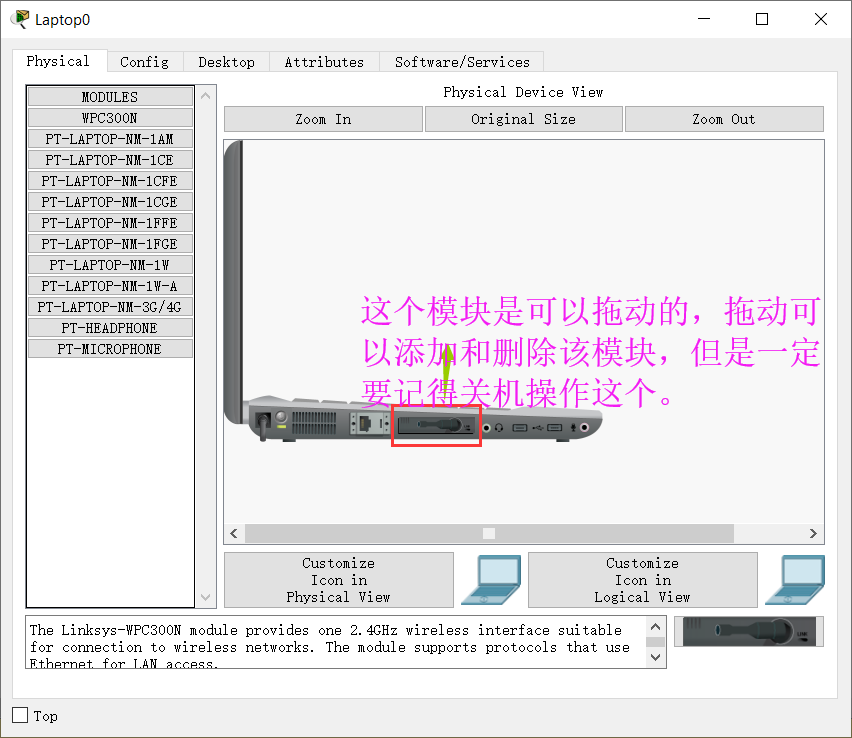 Laptop0
Physical
Config
Desktop
Attributes
Software/Services
MODULES
WPC300N
PT-LAPTOP-NM-1AM
PT-LAPTOP-NM-1CE
PT-LAPTOP-NM-1CFE
PT-LAPTOP-NM-1CGE
PT-LAPTOP-NM-1FFE
PT-LAPTOP-NM-1FGE
PT-LAPTOP-NM-1W
PT-LAPTOP-NM-1W-A
PT-LAPTOP-NM-3G/4G
PT-HEADPHONE
PT-MICROPHONE
Physical Device View
Zoom In
Original Size
Zoom Out
这个模块是可以拖动的，拖动可
以添加和删除该模块，但是一定
要记得关机操作这个。
Customize
Icon in
Physical View
Customize
Icon in
Logical View
The Linksys-WPC300N module provides one 2.4GHz wireless interface suitable
for connection to wireless networks. The module supports protocols that use
Ethernet for LAN access.
LINK
Top